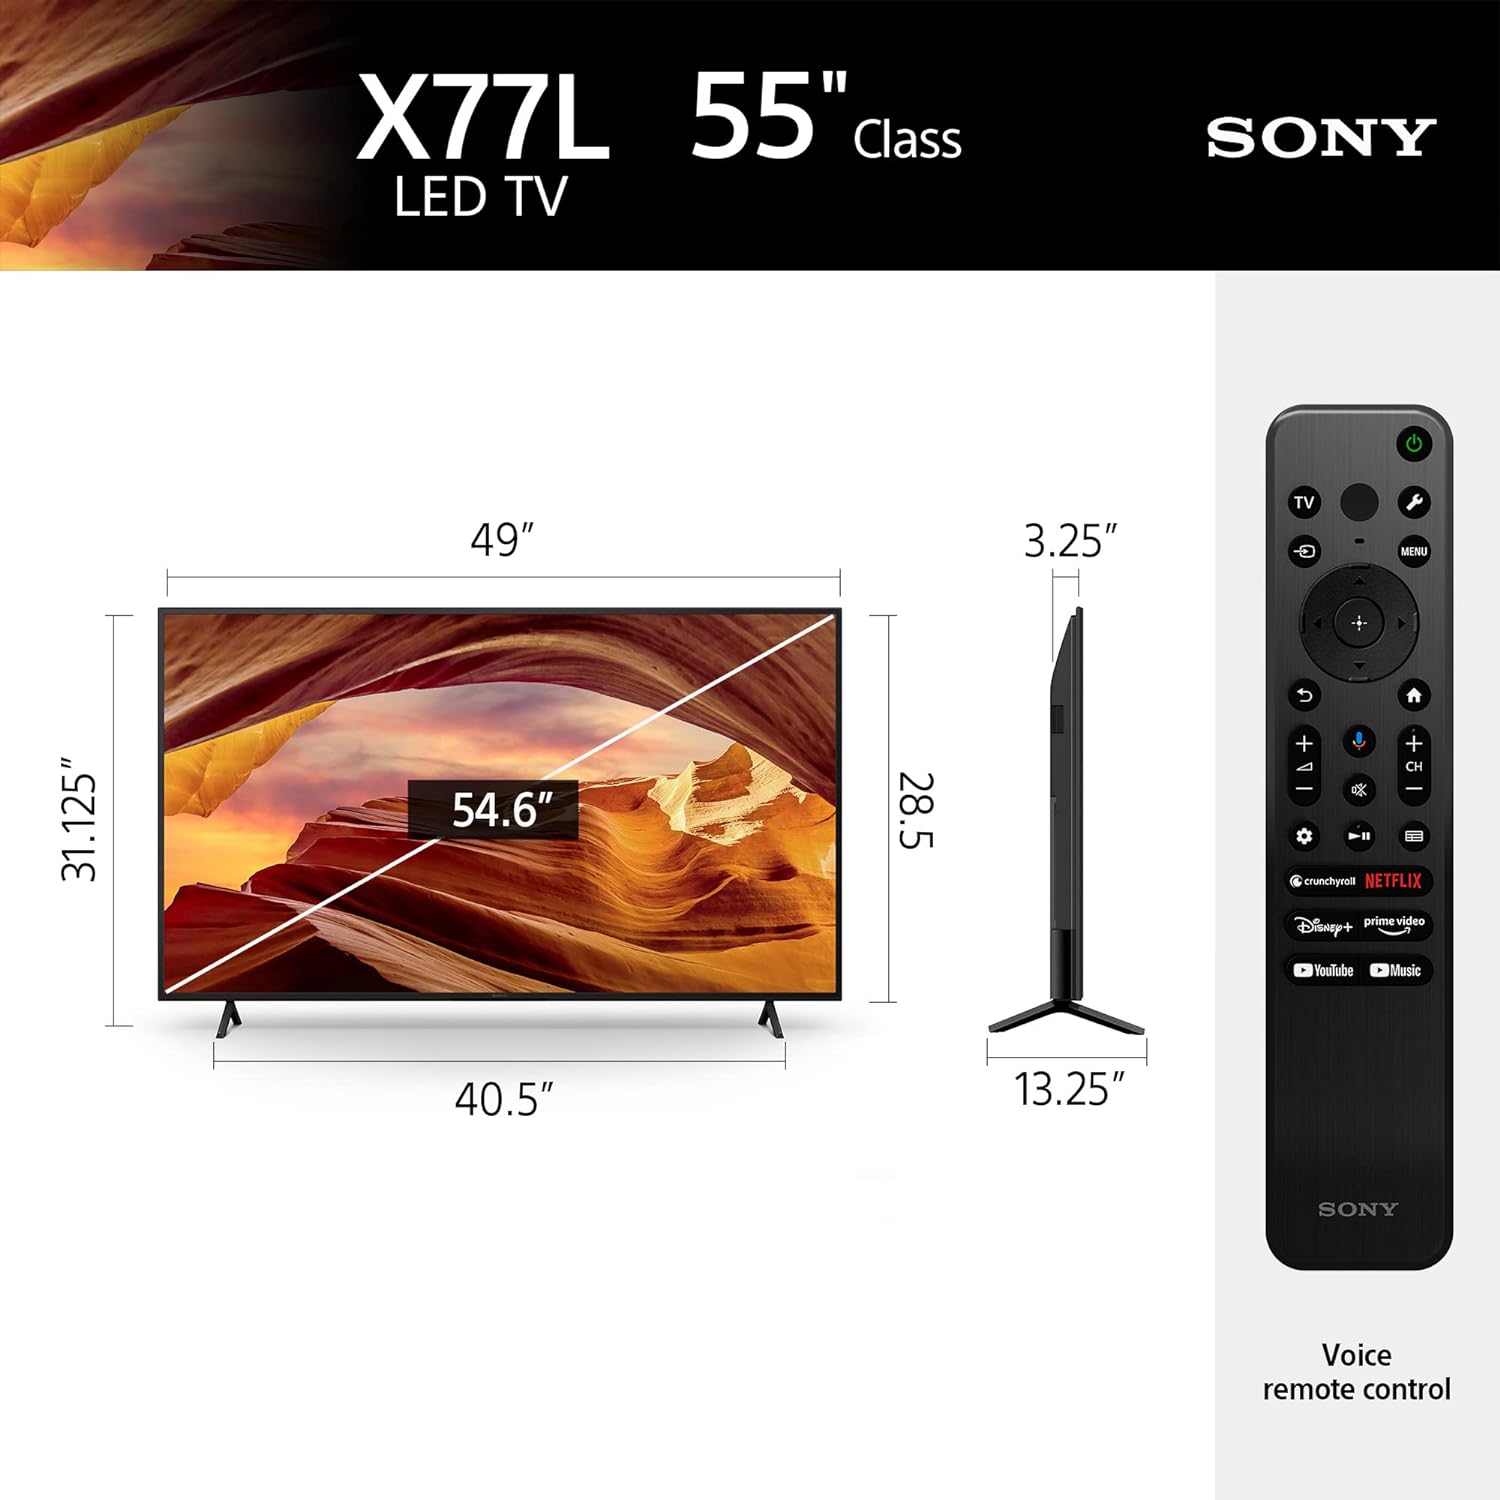 X77L
LED TV
55" Class
SONY
49”
3.25”
31.125”
54.6”
28.5
40.5”
13.25”
TV
MENU
+ +
CH
− −
crunchyroll NETFLIX
Disney+ prime video
YouTube Music
SONY
Voice
remote control